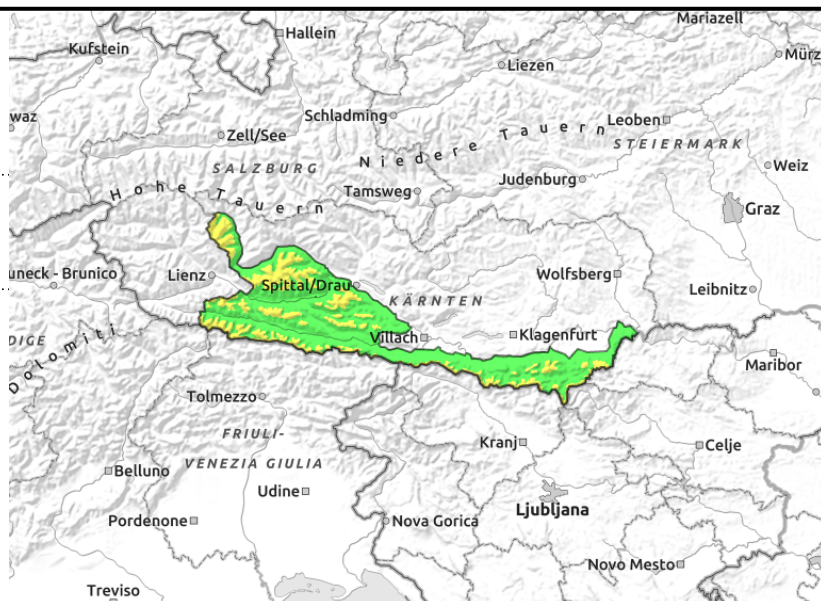 Mariazell
Hallein
Kufstein
Mürz
Liezen
waz
Schladming
Leoben
Zell/See
Niedere Tauern
STEIERMARK
SALZBURG
Weiz
Hohe Tauern
Tamsweg
Judenburg
Graz
uneck - Brunico
Lienz
Wolfsberg
Spittal/Drau
KÄRNTEN
Leibnitz
DIGE
Dolomiti
Villach
Klagenfurt
Maribor
Tolmezzo
FRIULI-
VENEZIA GIULIA
Kranj
Celje
Belluno
Udine
Ljubljana
Pordenone
Nova Gorica
Novo Mesto
Treviso